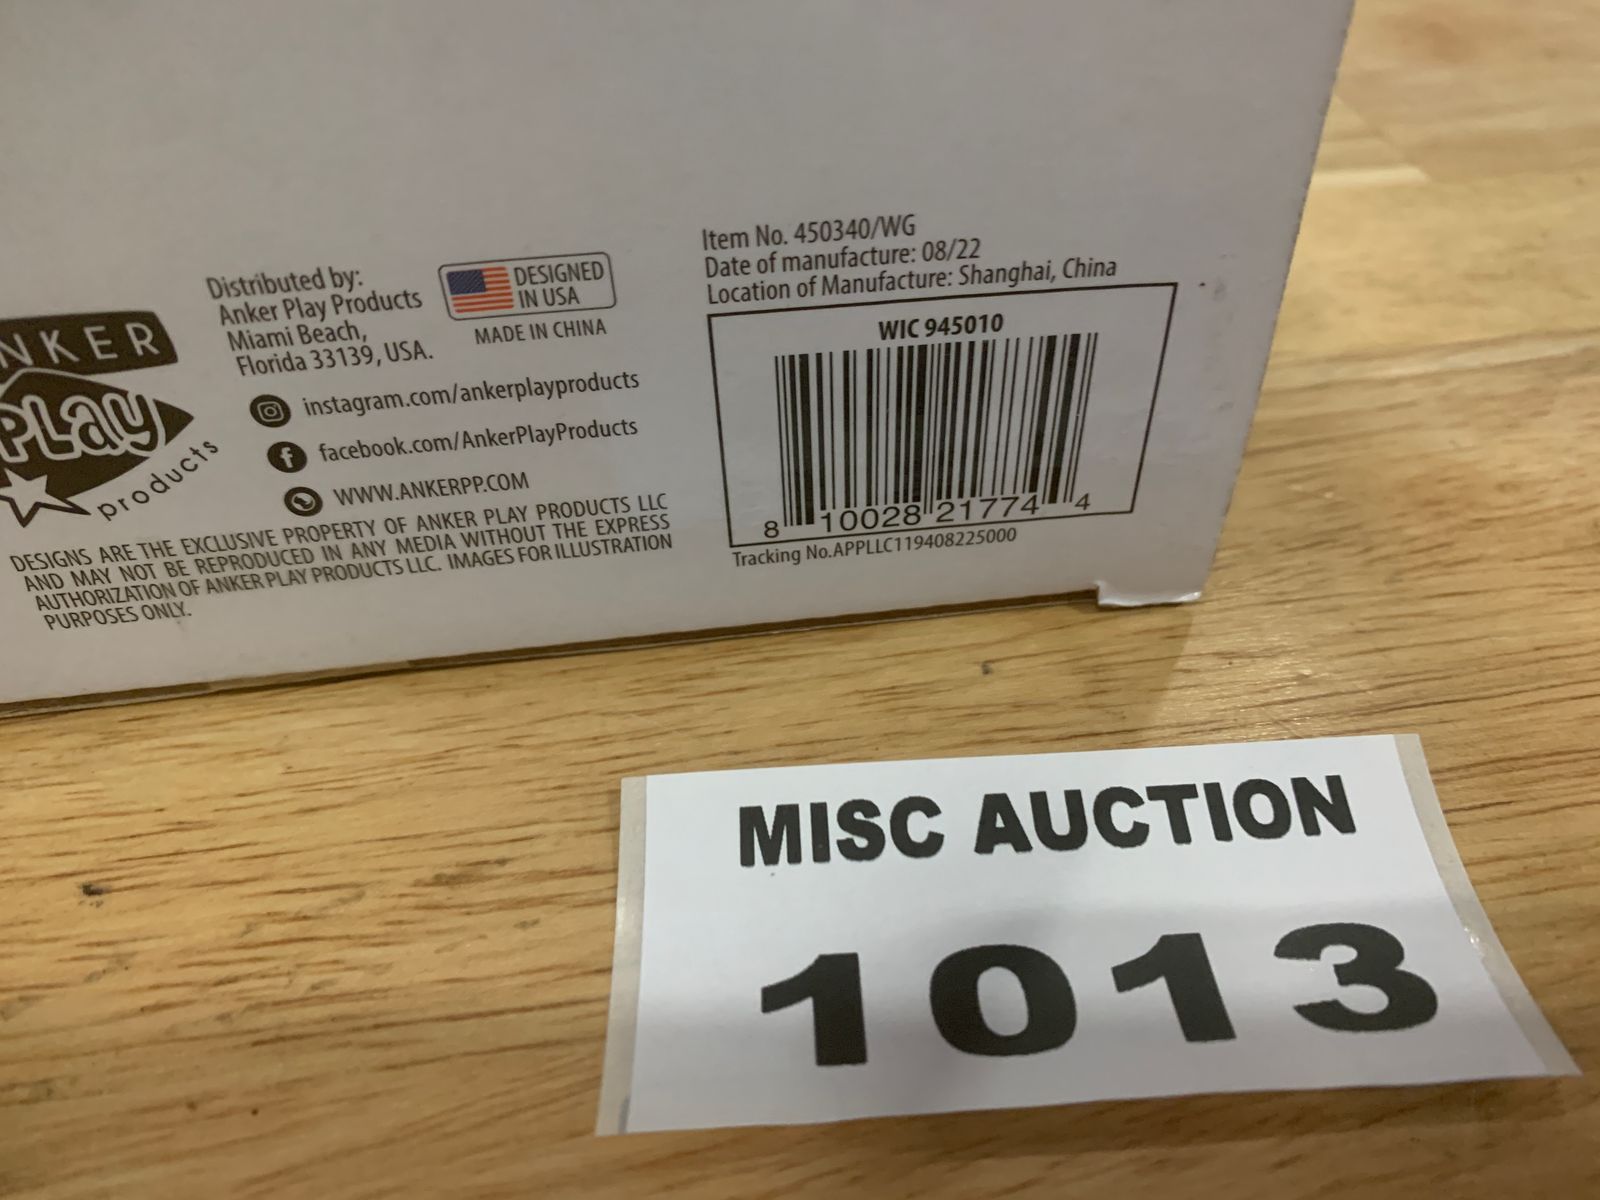 NKER
PLay
products
Distributed by:
Anker Play Products
Miami Beach,
Florida 33139, USA.
DESIGNED
IN USA
MADE IN CHINA
instagram.com/ankerplayproducts
facebook.com/AnkerPlayProducts
WWW.ANKERPP.COM
DESIGNS ARE THE EXCLUSIVE PROPERTY OF ANKER PLAY PRODUCTS LLC
AND MAY NOT BE REPRODUCED IN ANY MEDIA WITHOUT THE EXPRESS
AUTHORIZATION OF ANKER PLAY PRODUCTS LLC. IMAGES FOR ILLUSTRATION
PURPOSES ONLY.
Item No. 450340/WG
Date of manufacture: 08/22
Location of Manufacture: Shanghai, China
WIC 945010
8 10028 21774 4
Tracking No.APPLLC119408225000
MISC AUCTION
1013